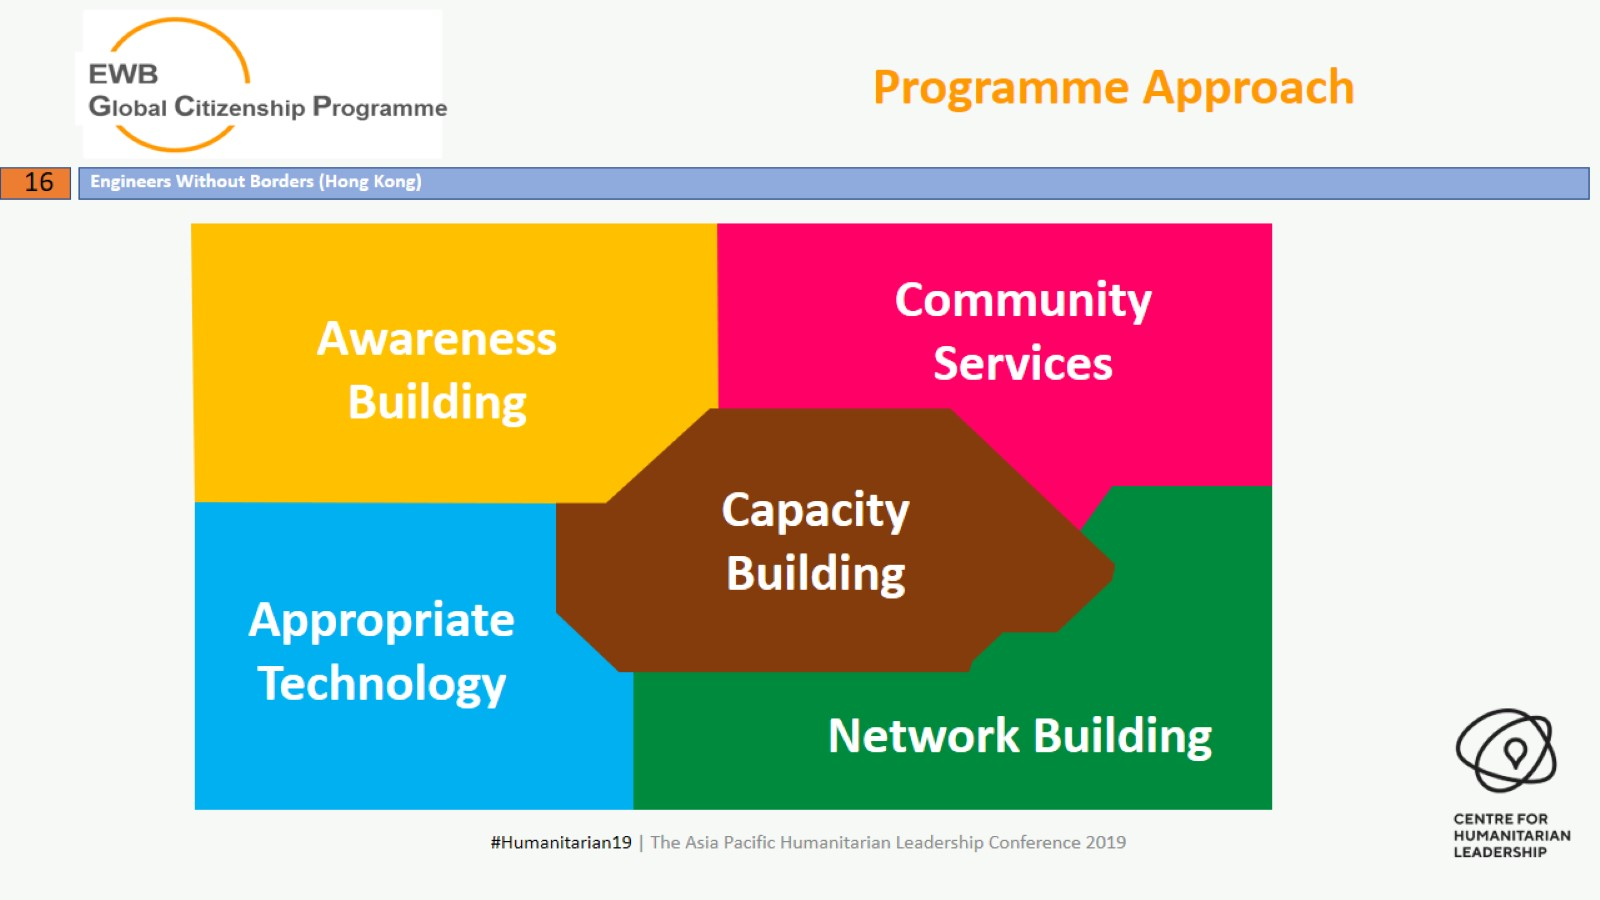 EWB
Global Citizenship Programme
Programme Approach
16
Engineers Without Borders (Hong Kong)
Awareness
Building
Community
Services
Capacity
Building
Appropriate
Technology
Network Building
#Humanitarian19 | The Asia Pacific Humanitarian Leadership Conference 2019
CENTRE FOR
HUMANITARIAN
LEADERSHIP